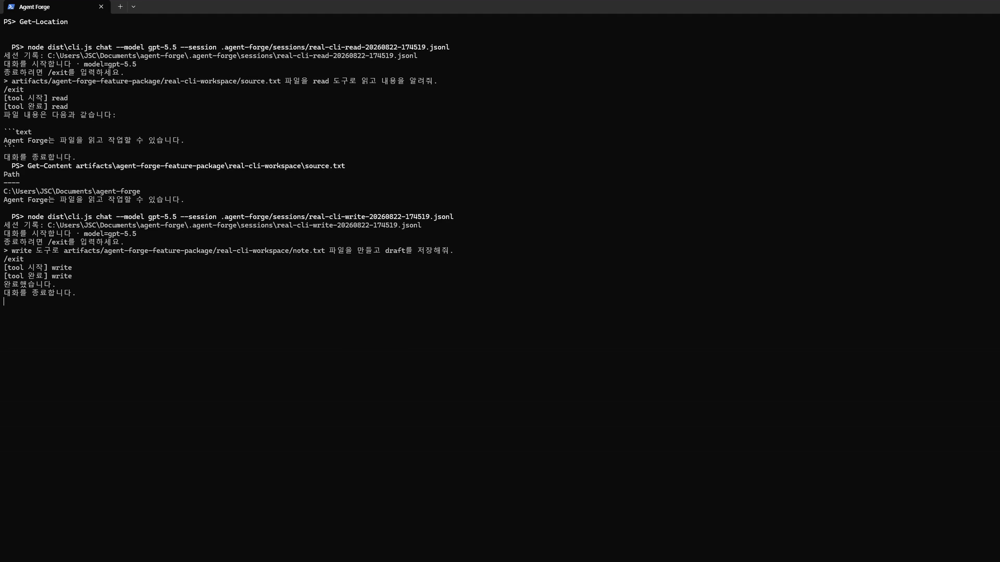 Agent Forge
PS> Get-Location
PS> node dist\cli.js chat --model gpt-5.5 --session .agent-forge/sessions/real-cli-read-20260822-174519.jsonl
세션 기록: C:\Users\JSC\Documents\agent-forge\.agent-forge\sessions\real-cli-read-20260822-174519.jsonl
대화를 시작합니다 · model=gpt-5.5
종료하려면 /exit를 입력하세요.
> artifacts/agent-forge-feature-package/real-cli-workspace/source.txt 파일을 read 도구로 읽고 내용을 알려줘.
/exit
[tool 시작] read
[tool 완료] read
파일 내용은 다음과 같습니다:
```text
Agent Forge는 파일을 읽고 작업할 수 있습니다.
```
대화를 종료합니다.
PS> Get-Content artifacts\agent-forge-feature-package\real-cli-workspace\source.txt
Path
----
C:\Users\JSC\Documents\agent-forge
Agent Forge는 파일을 읽고 작업할 수 있습니다.
PS> node dist\cli.js chat --model gpt-5.5 --session .agent-forge/sessions/real-cli-write-20260822-174519.jsonl
세션 기록: C:\Users\JSC\Documents\agent-forge\.agent-forge\sessions\real-cli-write-20260822-174519.jsonl
대화를 시작합니다 · model=gpt-5.5
종료하려면 /exit를 입력하세요.
> write 도구로 artifacts/agent-forge-feature-package/real-cli-workspace/note.txt 파일을 만들고 draft를 저장해줘.
/exit
[tool 시작] write
[tool 완료] write
완료했습니다.
대화를 종료합니다.